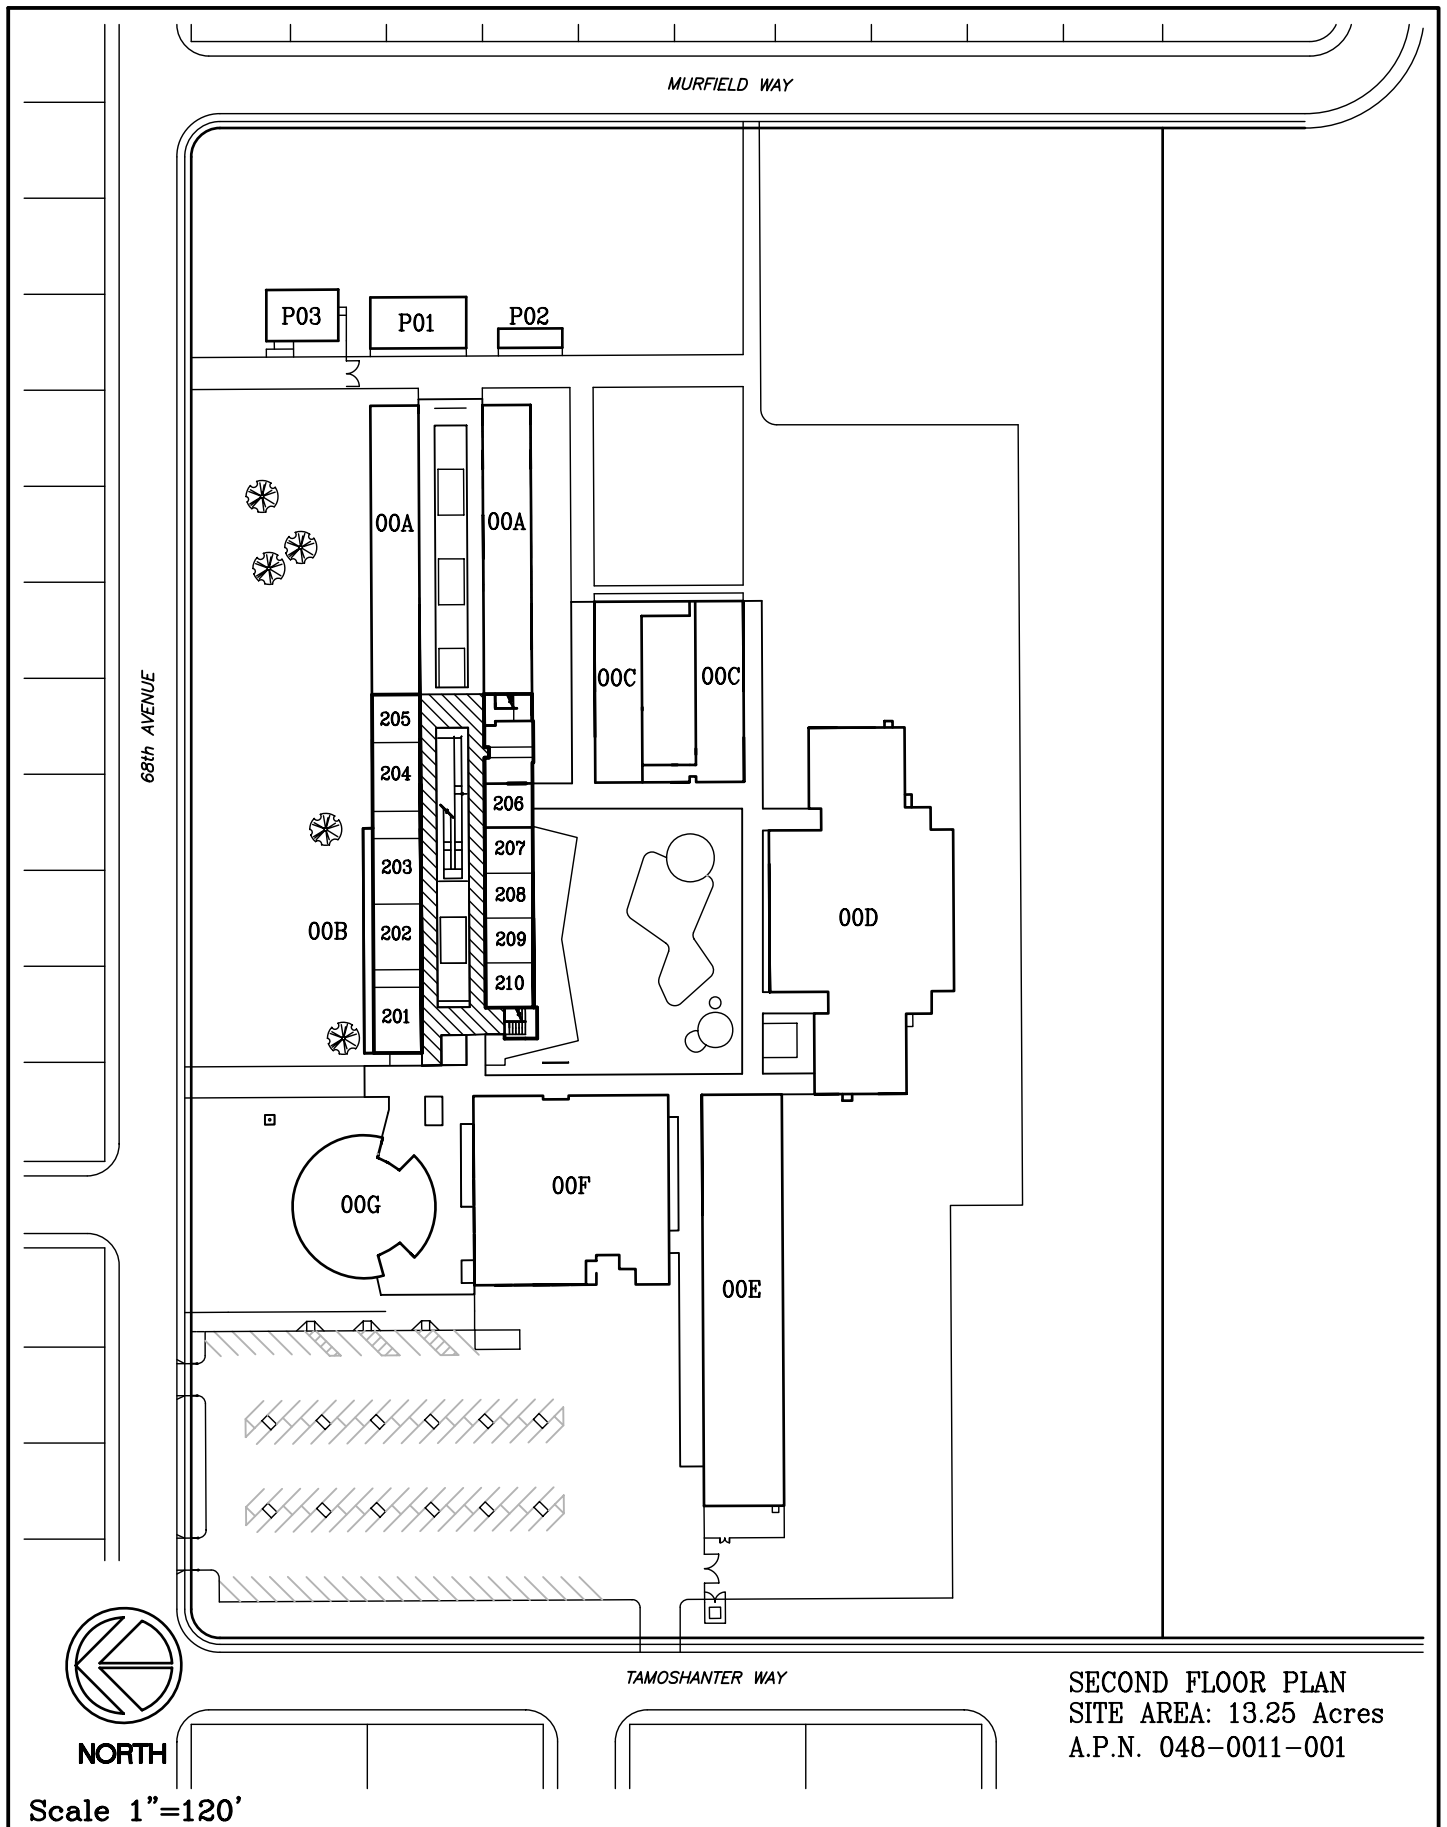 MURFIELD WAY
P03
P01
P02
00A
00A
68th AVENUE
00C
00C
205
204
206
207
203
208
00B
202
209
00D
210
201
00G
00F
00E
NORTH
TAMOSHANTER WAY
SECOND FLOOR PLAN
SITE AREA: 13.25 Acres
A.P.N. 048-0011-001
Scale 1"=120'